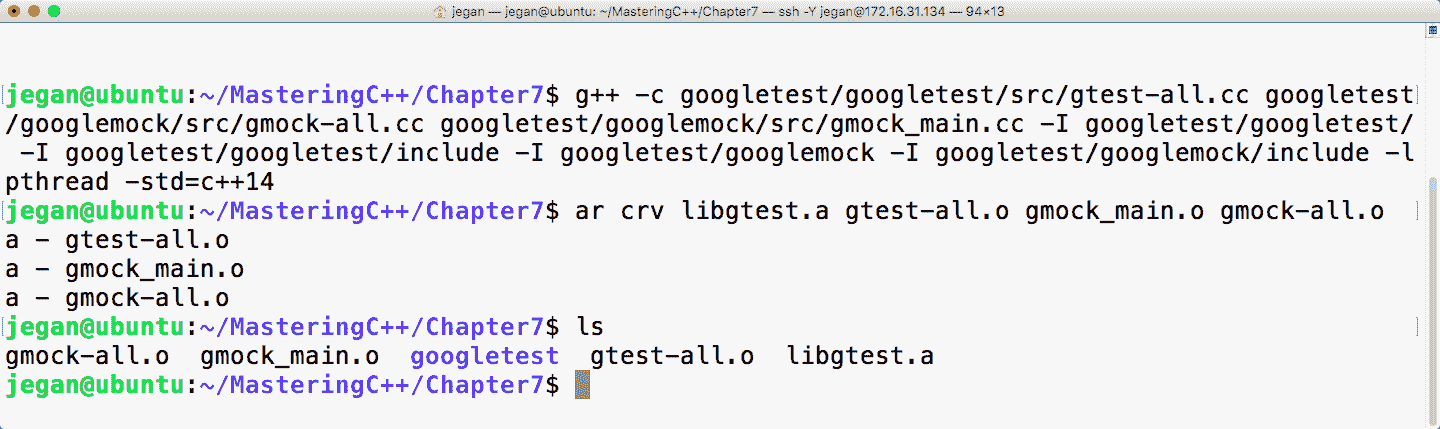 jegan — jegan@ubuntu: ~/MasteringC++/Chapter7 — ssh -Y jegan@172.16.31.134 — 94×13
jegan@ubuntu:~/MasteringC++/Chapter7$ g++ -c googletest/googletest/src/gtest-all.cc googletest
/googlemock/src/gmock-all.cc googletest/googlemock/src/gmock_main.cc -I googletest/googletest/
 -I googletest/googletest/include -I googletest/googlemock -I googletest/googlemock/include -l
pthread -std=c++14
jegan@ubuntu:~/MasteringC++/Chapter7$ ar crv libgtest.a gtest-all.o gmock_main.o gmock-all.o
a - gtest-all.o
a - gmock_main.o
a - gmock-all.o
jegan@ubuntu:~/MasteringC++/Chapter7$ ls
gmock-all.o  gmock_main.o  googletest  gtest-all.o  libgtest.a
jegan@ubuntu:~/MasteringC++/Chapter7$